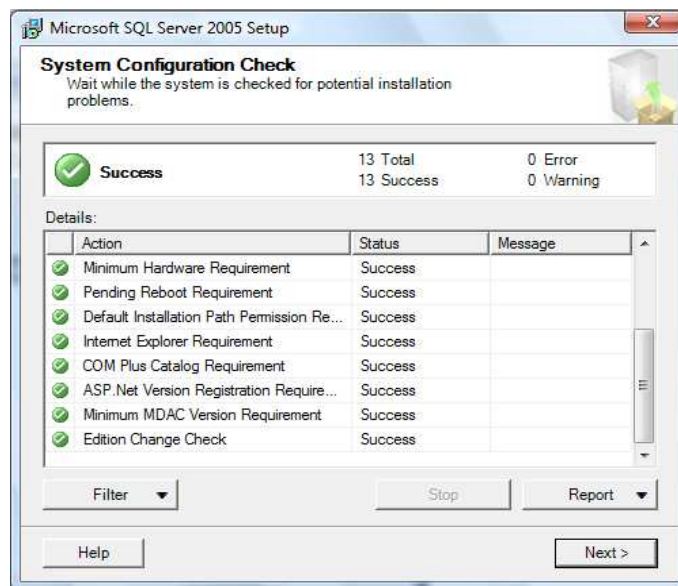 Microsoft SQL Server 2005 Setup
System Configuration Check
Wait while the system is checked for potential installation
problems.
Success
13 Total
0 Error
13 Success
0 Warning
Details:
Action Status Message
Minimum Hardware Requirement Success
Pending Reboot Requirement Success
Default Installation Path Permission Re... Success
Internet Explorer Requirement Success
COM Plus Catalog Requirement Success
ASP.Net Version Registration Require... Success
Minimum MDAC Version Requirement Success
Edition Change Check Success
Filter Stop Report
Help Next >